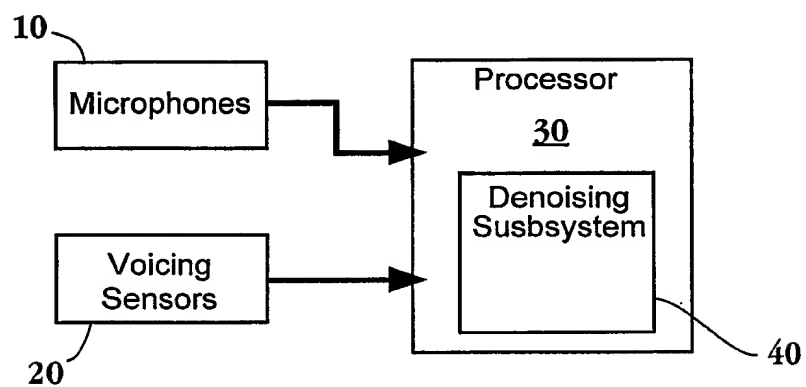 10
Microphones
Processor
30
Denoising
Susbsystem
Voicing
Sensors
20
40